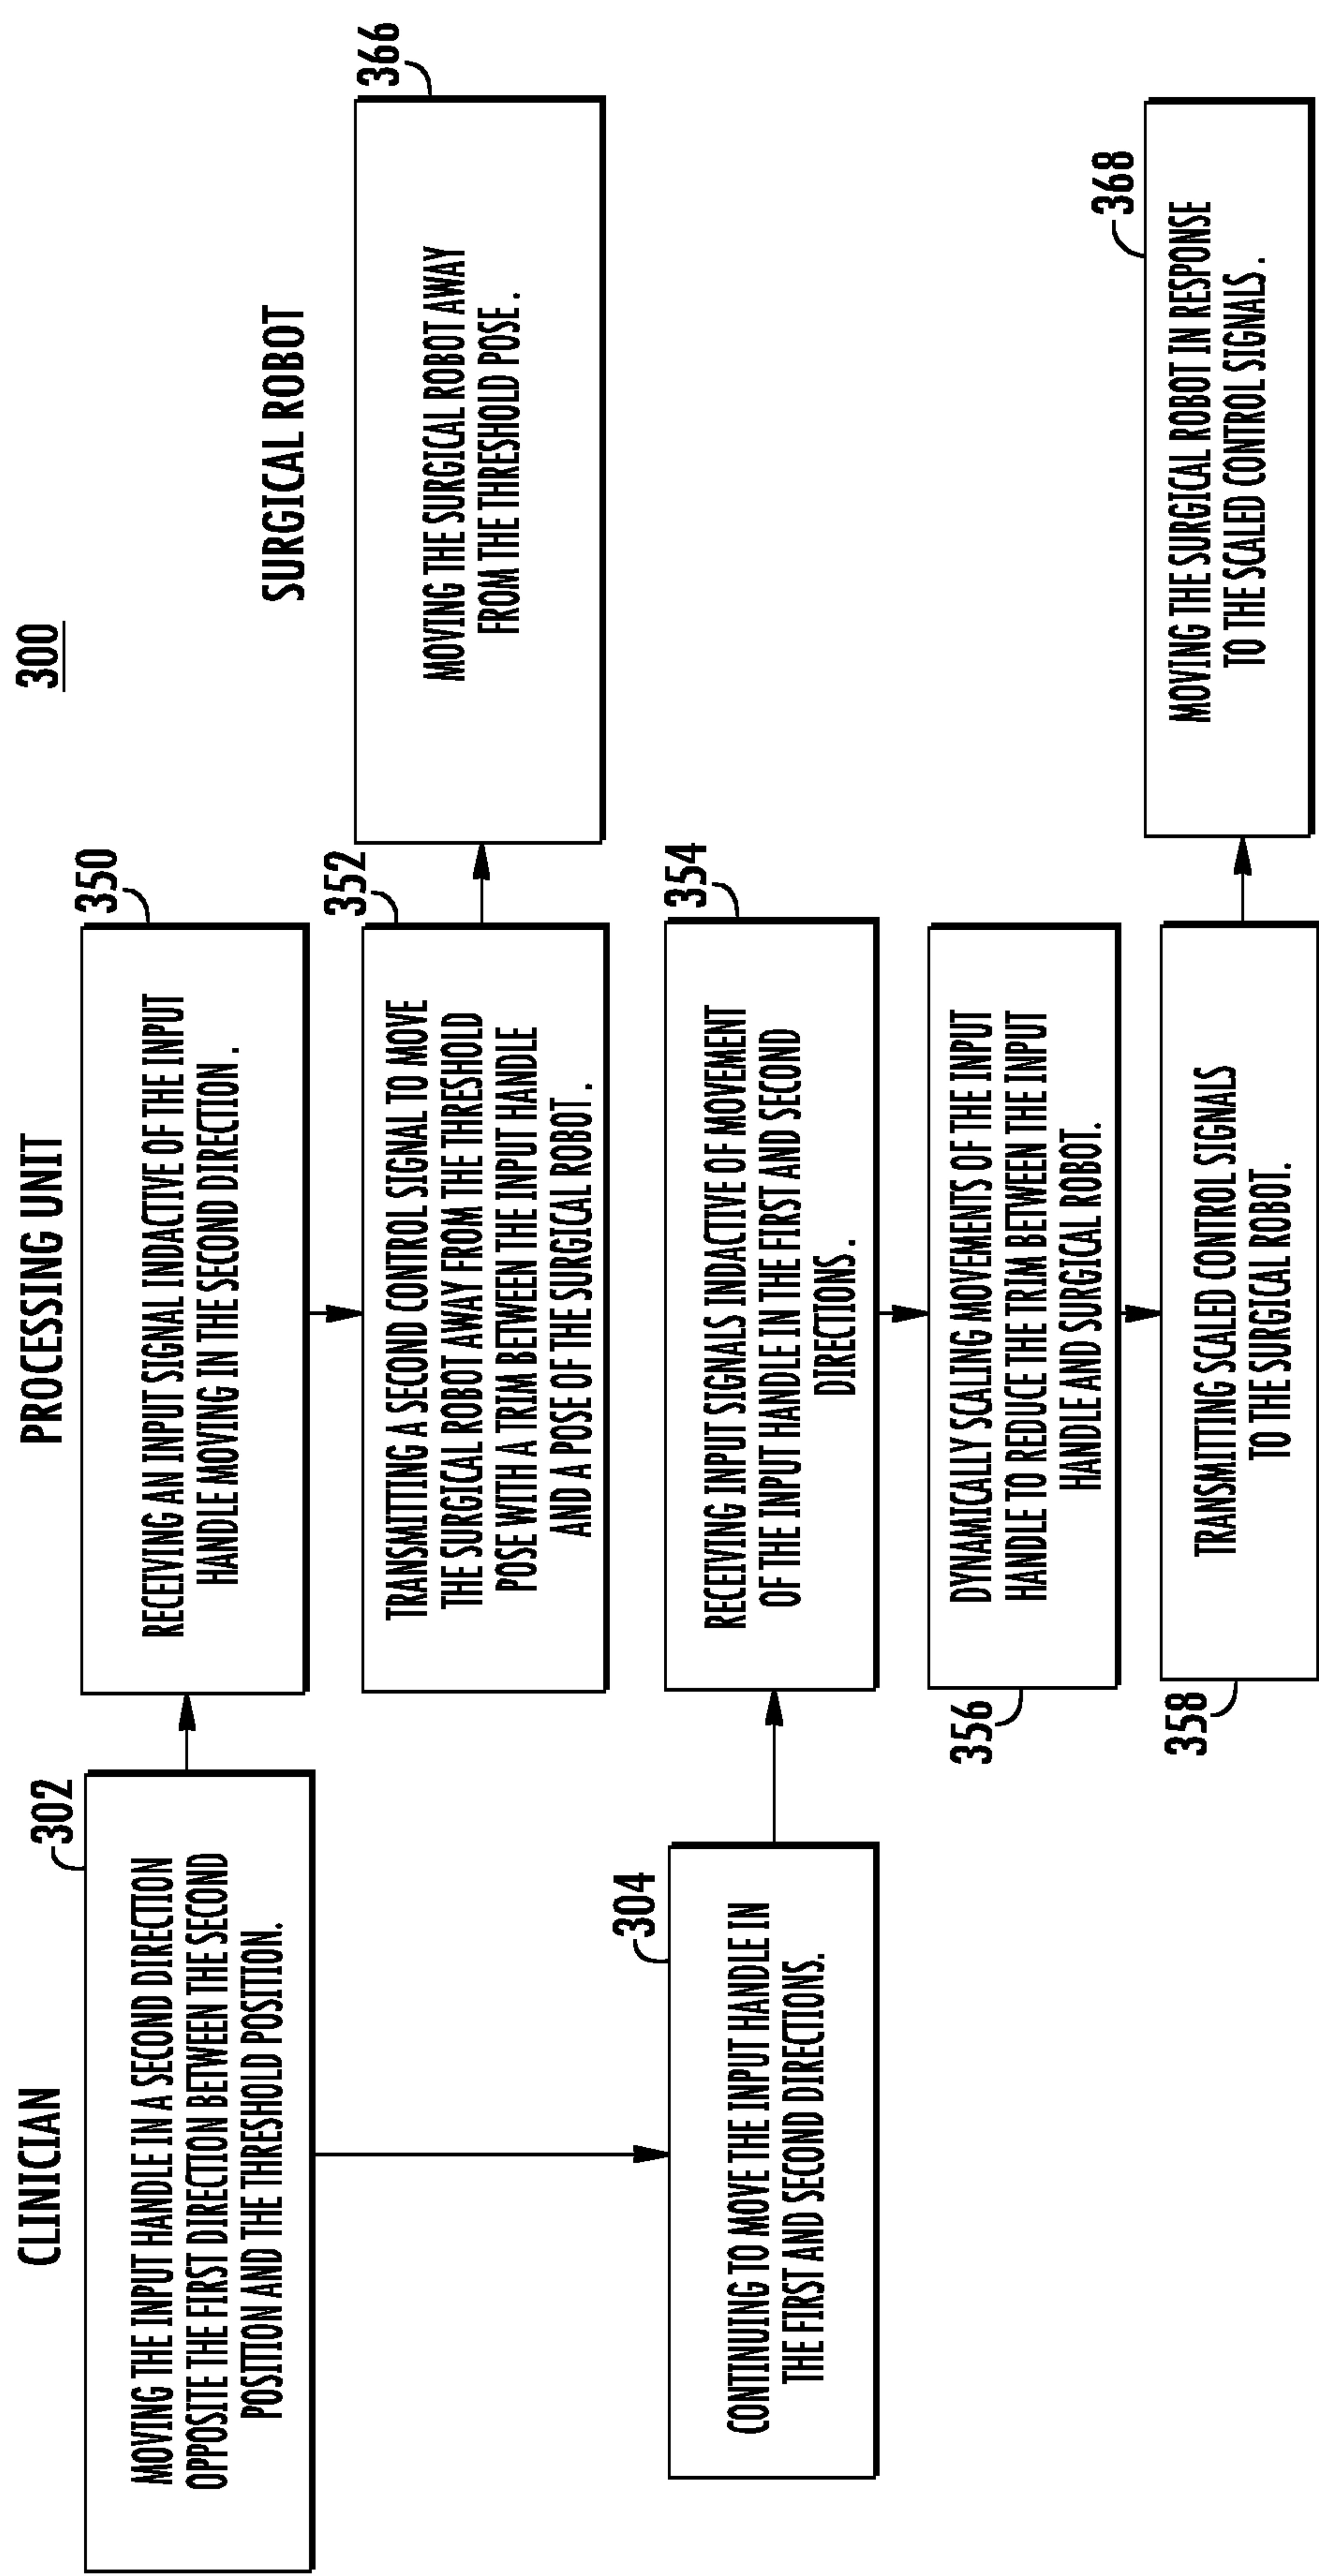 300
CLINICIAN
PROCESSING UNIT
SURGICAL ROBOT
302
MOVING THE INPUT HANDLE IN A SECOND DIRECTION
OPPOSITE THE FIRST DIRECTION BETWEEN THE SECOND
POSITION AND THE THRESHOLD POSITION.
350
RECEIVING AN INPUT SIGNAL INDACTIVE OF THE INPUT
HANDLE MOVING IN THE SECOND DIRECTION .
352
TRANSMITTING A SECOND CONTROL SIGNAL TO MOVE
THE SURGICAL ROBOT AWAY FROM THE THRESHOLD
POSE WITH A TRIM BETWEEN THE INPUT HANDLE
AND A POSE OF THE SURGICAL ROBOT .
366
MOVING THE SURGICAL ROBOT AWAY
FROM THE THRESHOLD POSE .
304
CONTINUING TO MOVE THE INPUT HANDLE IN
THE FIRST AND SECOND DIRECTIONS.
354
RECEIVING INPUT SIGNALS INDACTIVE OF MOVEMENT
OF THE INPUT HANDLE IN THE FIRST AND SECOND
DIRECTIONS .
356
DYNAMICALLY SCALING MOVEMENTS OF THE INPUT
HANDLE TO REDUCE THE TRIM BETWEEN THE INPUT
HANDLE AND SURGICAL ROBOT.
358
TRANSMITTING SCALED CONTROL SIGNALS
TO THE SURGICAL ROBOT.
368
MOVING THE SURGICAL ROBOT IN RESPONSE
TO THE SCALED CONTROL SIGNALS .